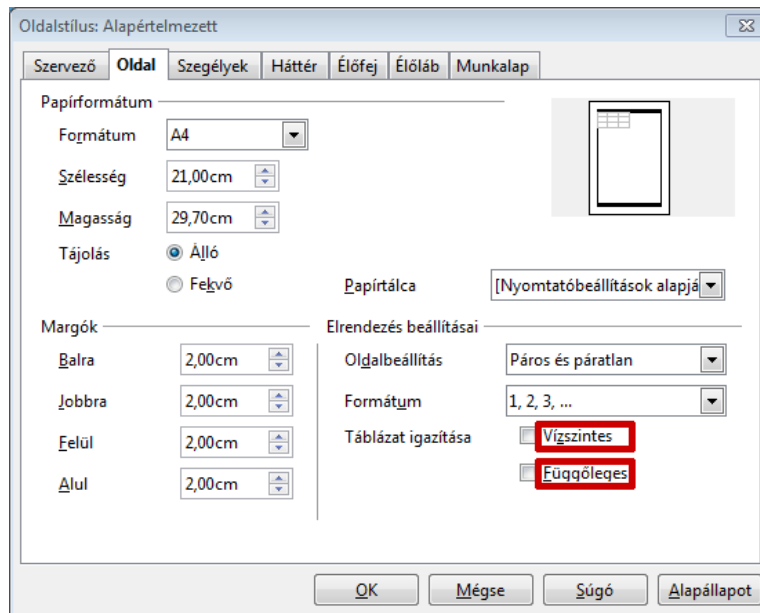 Oldalstílus: Alapértelmezett
Szervező Oldal Szegélyek Háttér Élőfej Élőláb Munkalap
Papírformátum
Formátum A4
Szélesség 21,00cm
Magasság 29,70cm
Tájolás Álló
Fekvő Papírtálca [Nyomtatóbeállítások alapjá
Margók Elrendezés beállításai
Balra 2,00cm Oldalbeállítás Páros és páratlan
Jobbra 2,00cm Formátum 1, 2, 3, ...
Felül 2,00cm Táblázat igazítása Vízszintes
Függőleges
Alul 2,00cm
OK Mégse Súgó Alapállapot